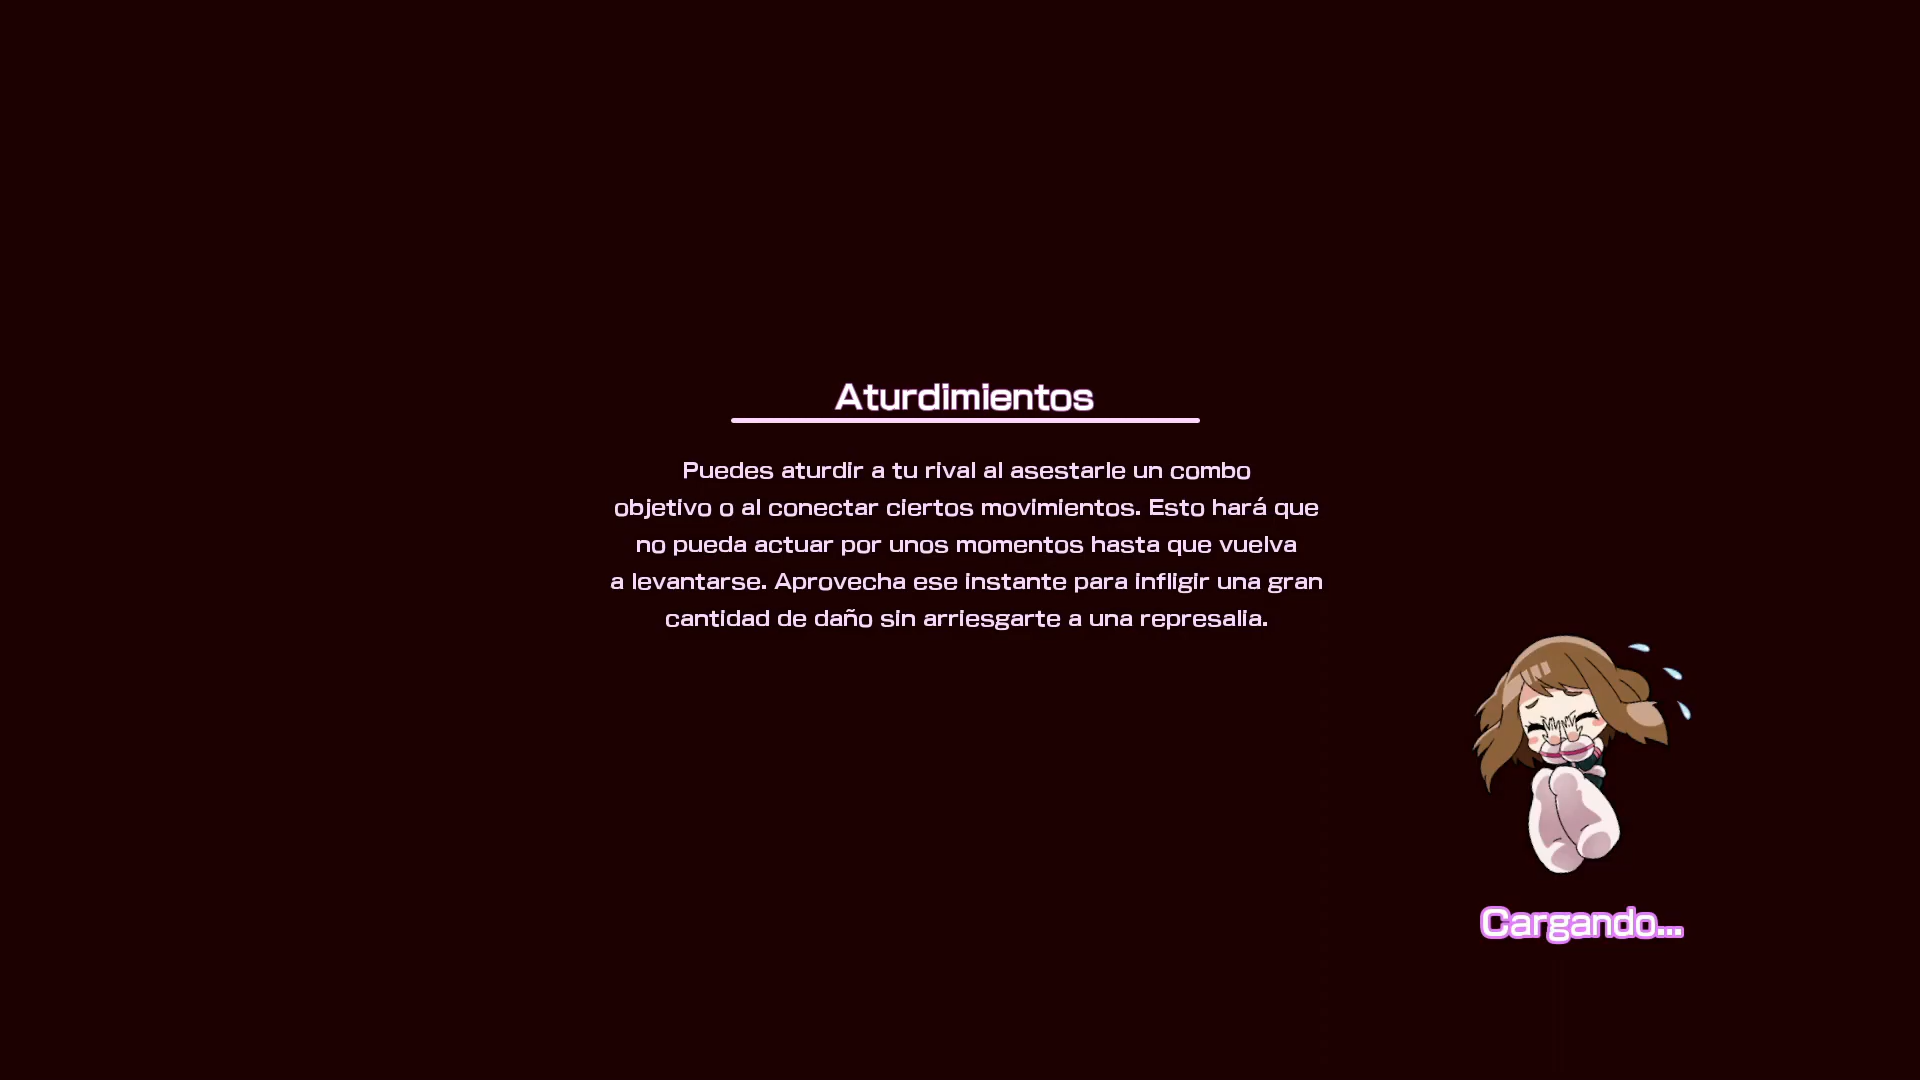 Aturdimientos
Puedes aturdir a tu rival al asestarle un combo
objetivo o al conectar ciertos movimientos. Esto hará que
no pueda actuar por unos momentos hasta que vuelva
a levantarse. Aprovecha ese instante para infligir una gran
cantidad de daño sin arriesgarte a una represalia.
Cargando...